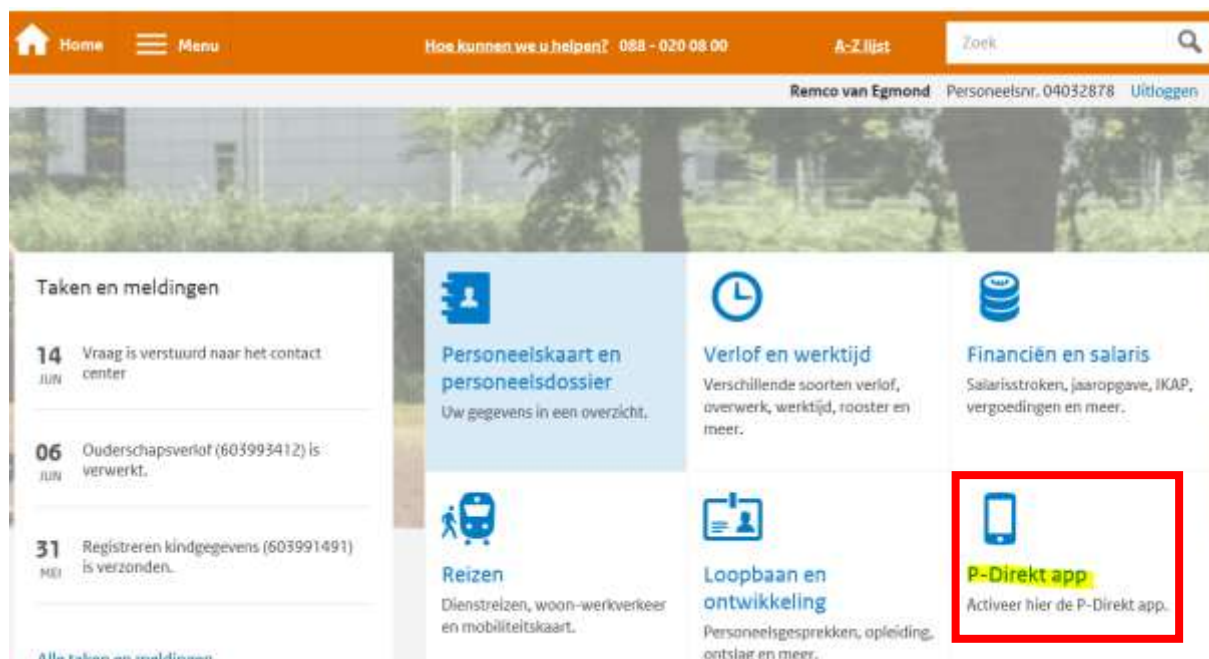 Home Menu Hoe kunnen we u helpen? 088 - 020 08 00 A-Z lijst Zoek
Remco van Egmond Personeelsnr. 04032878 Uitloggen
Taken en meldingen
14 JUN
Vraag is verstuurd naar het contact
center
06 JUN
Ouderschapsverlof (603993412) is
verwerkt.
31 MEI
Registreren kindgegevens (603991491)
is verzonden.
Alle taken en meldingen
Personeelskaart en
personeelsdossier
Uw gegevens in een overzicht.
Verlof en werktijd
Verschillende soorten verlof,
overwerk, werktijd, rooster en
meer.
Financiën en salaris
Salarisstroken, jaaropgave, IKAP,
vergoedingen en meer.
Reizen
Dienstreizen, woon-werkverkeer
en mobiliteitskaart.
Loopbaan en
ontwikkeling
Personeelsgesprekken, opleiding,
ontslag en meer.
P-Direkt app
Activeer hier de P-Direkt app.